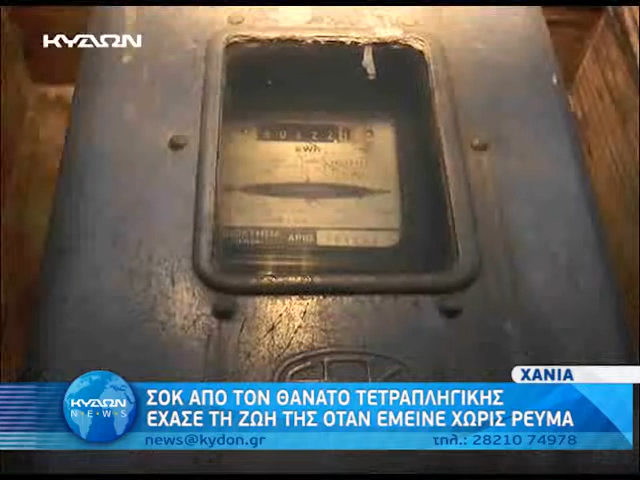 ΚΥΔΩΝ
kWh
ΧΑΝΙΑ
ΣΟΚ ΑΠΟ ΤΟΝ ΘΑΝΑΤΟ ΤΕΤΡΑΠΛΗΓΙΚΗΣ
ΕΧΑΣΕ ΤΗ ΖΩΗ ΤΗΣ ΟΤΑΝ ΕΜΕΙΝΕ ΧΩΡΙΣ ΡΕΥΜΑ
ΚΥΔΩΝ
NEWS
news@kydon.gr
τηλ.: 28210 74978